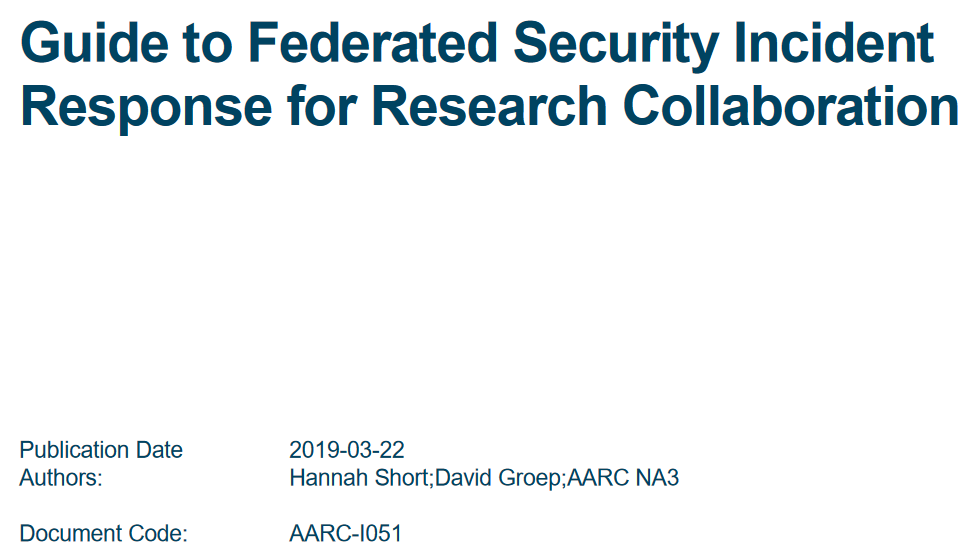 Guide to Federated Security Incident
Response for Research Collaboration
Publication Date 2019-03-22
Authors: Hannah Short;David Groep;AARC NA3
Document Code: AARC-I051